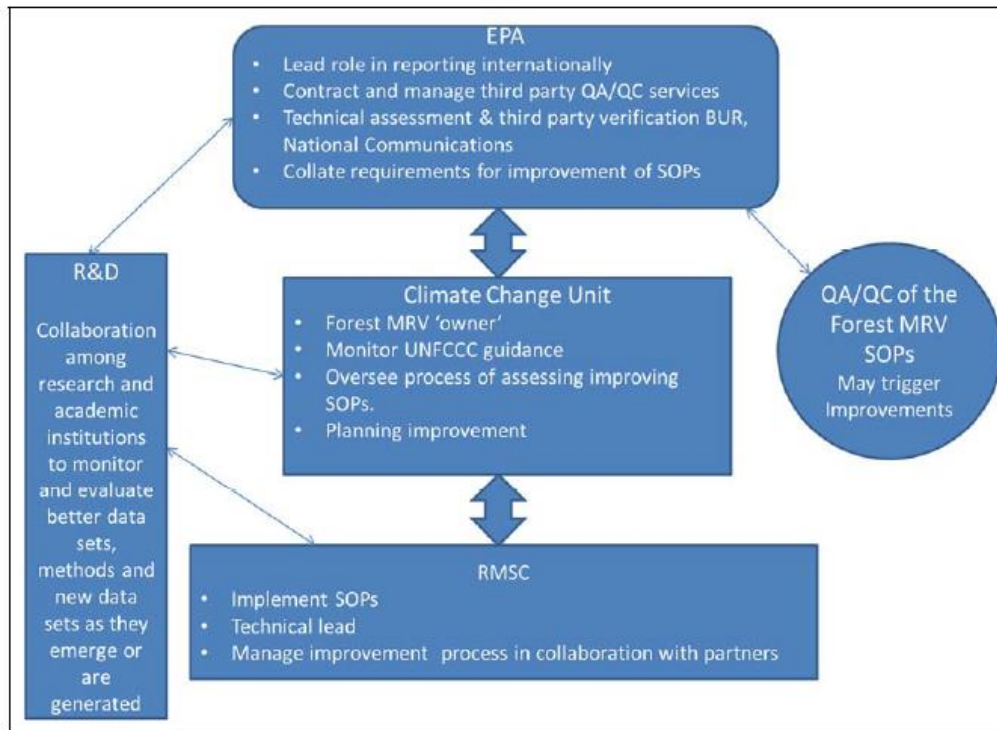 EPA
• Lead role in reporting internationally
• Contract and manage third party QA/QC services
• Technical assessment & third party verification BUR,
National Communications
• Collate requirements for improvement of SOPs
R&D
Collaboration
among
research and
academic
institutions
to monitor
and evaluate
better data
sets,
methods and
new data
sets as they
emerge or
are
generated
Climate Change Unit
• Forest MRV 'owner'
• Monitor UNFCCC guidance
• Oversee process of assessing improving
SOPs.
• Planning improvement
QA/QC of the
Forest MRV
SOPs
May trigger
Improvements
RMSC
• Implement SOPs
• Technical lead
• Manage improvement process in collaboration with partners